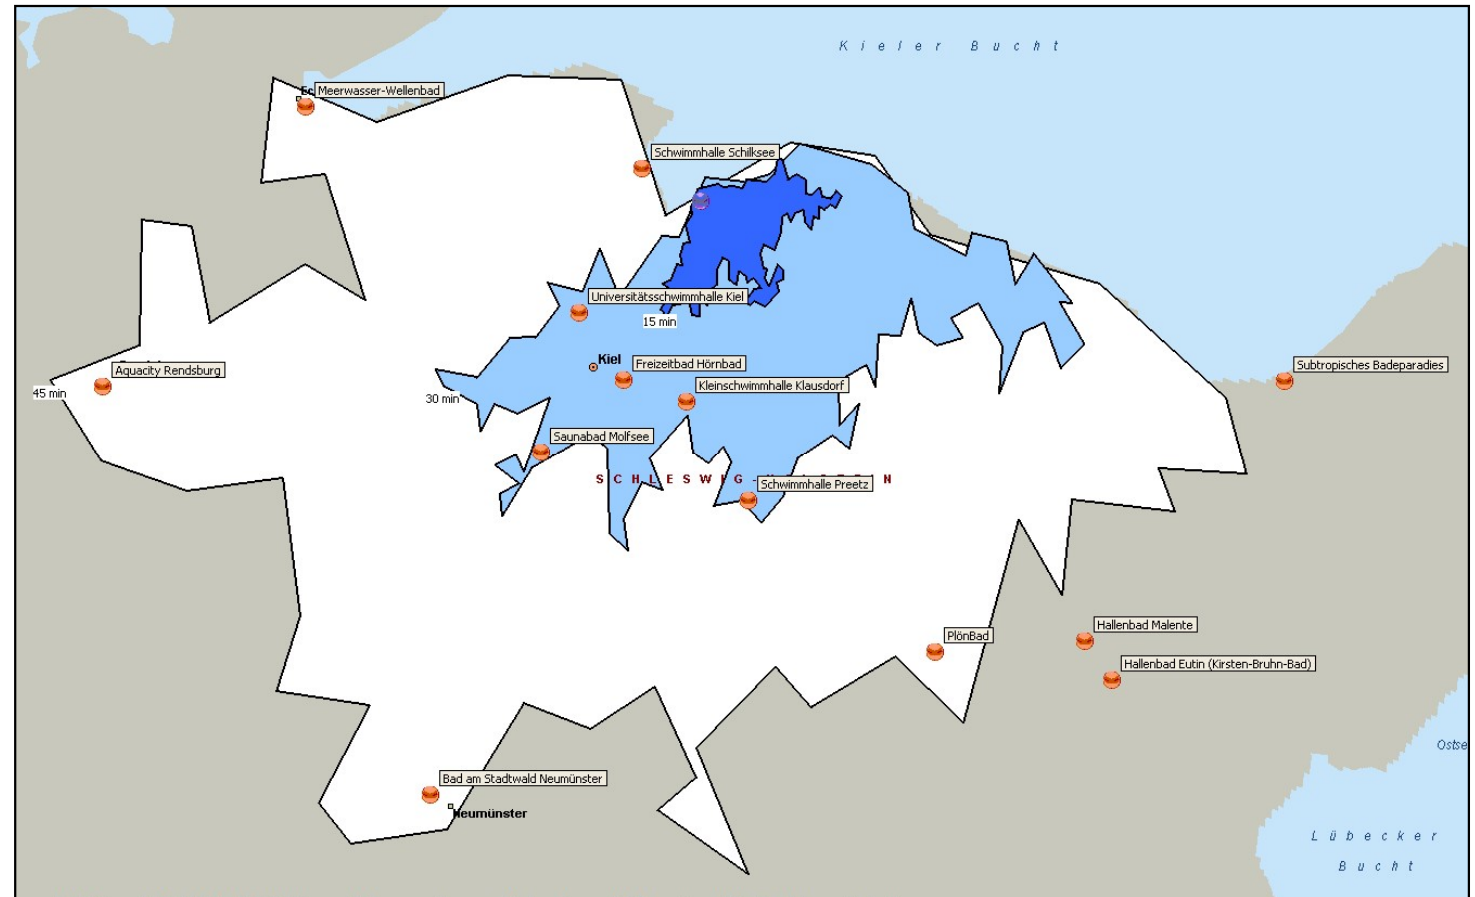 Kieler Bucht
Meerwasser-Wellenbad
Schwimmhalle Schilksee
Universitätsschwimmhalle Kiel
15 min
Kiel
Freizeitbad Hörnbad
Subtropisches Badeparadies
Aquacity Rendsburg
Kleinschwimmhalle Klausdorf
45 min
30 min
Saunabad Molfsee
Schwimmhalle Preetz
Hallenbad Malente
PlönBad
Hallenbad Eutin (Kirsten-Bruhn-Bad)
Ostse
Bad am Stadtwald Neumünster
Neumünster
Lübecker
Bucht